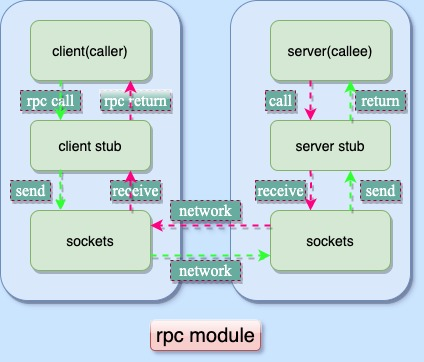 client(caller)
server(callee)
rpc call
rpc return
call
return
client stub
server stub
send
receive
receive
send
network
sockets
sockets
network
rpc module